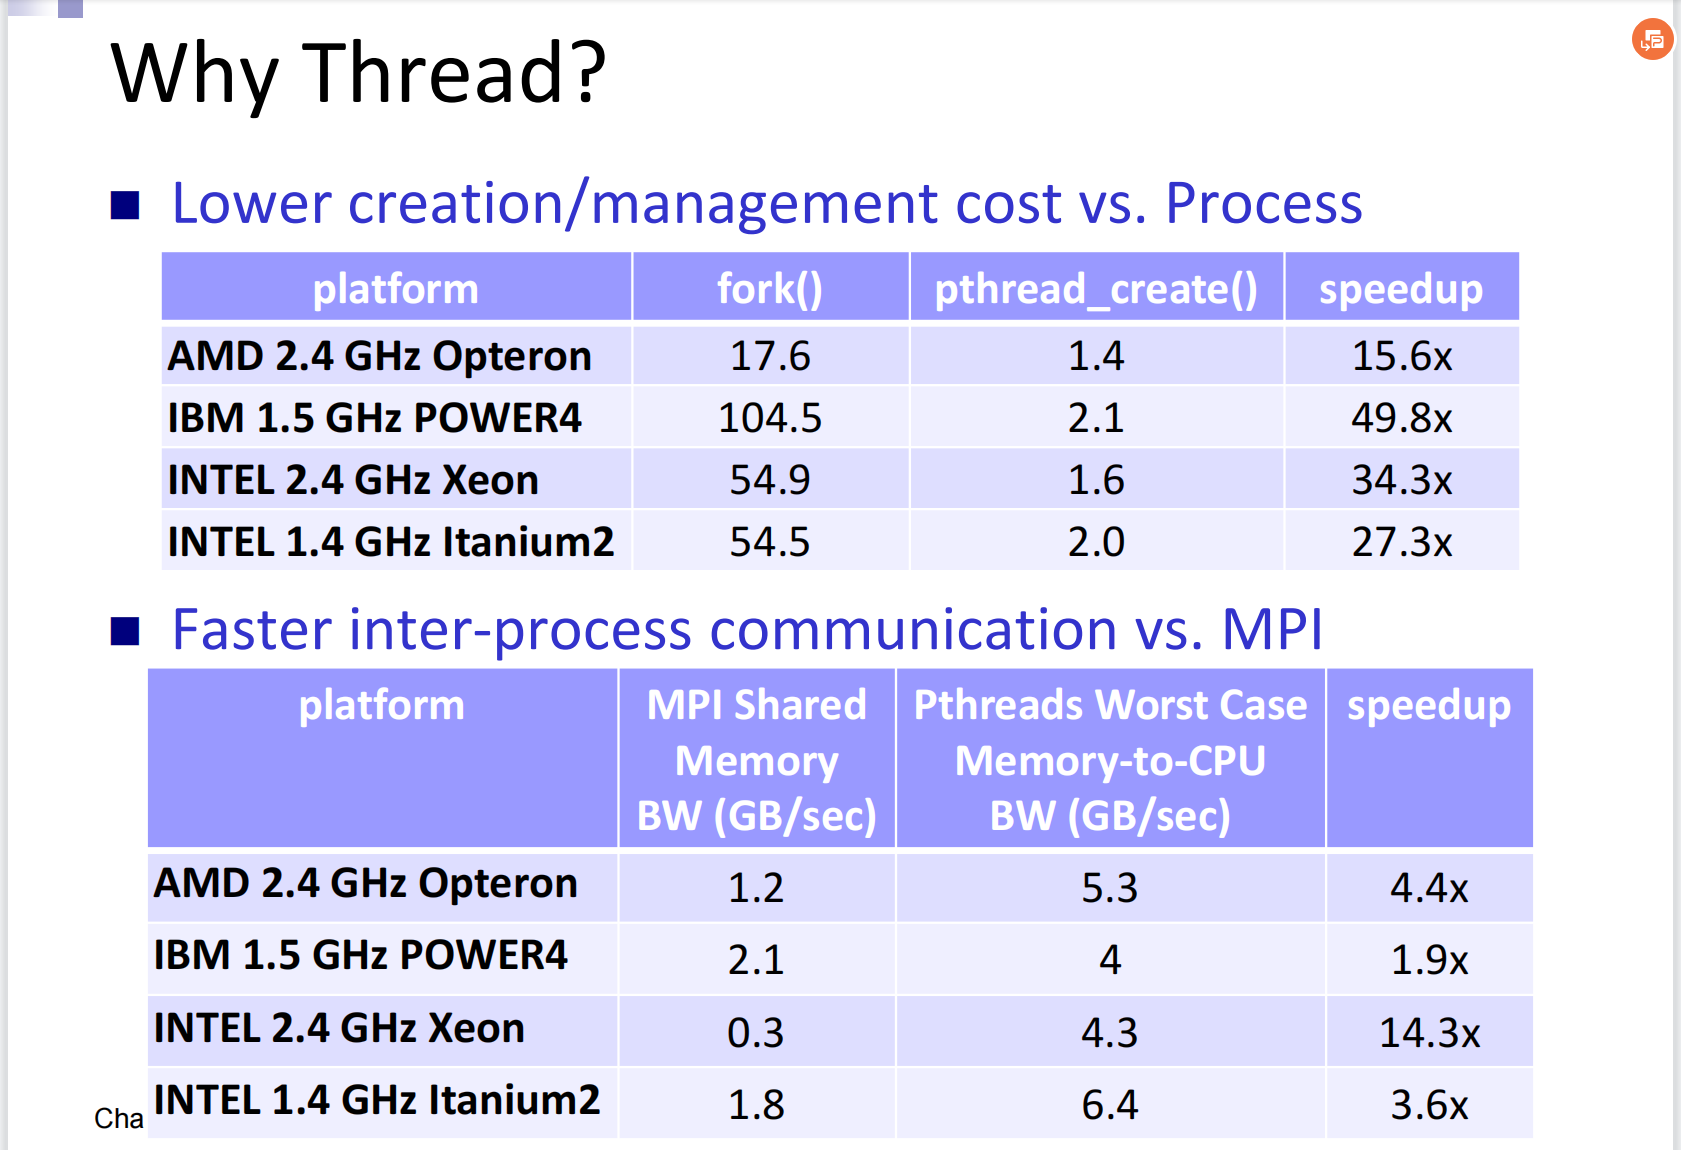 Why Thread?
Lower creation/management cost vs. Process
platform fork() pthread_create() speedup
AMD 2.4 GHz Opteron 17.6 1.4 15.6x
IBM 1.5 GHz POWER4 104.5 2.1 49.8x
INTEL 2.4 GHz Xeon 54.9 1.6 34.3x
INTEL 1.4 GHz Itanium2 54.5 2.0 27.3x
Faster inter-process communication vs. MPI
platform MPI Shared Pthreads Worst Case speedup
Memory Memory-to-CPU
BW (GB/sec) BW (GB/sec)
AMD 2.4 GHz Opteron 1.2 5.3 4.4x
IBM 1.5 GHz POWER4 2.1 4 1.9x
INTEL 2.4 GHz Xeon 0.3 4.3 14.3x
INTEL 1.4 GHz Itanium2 1.8 6.4 3.6x
Cha